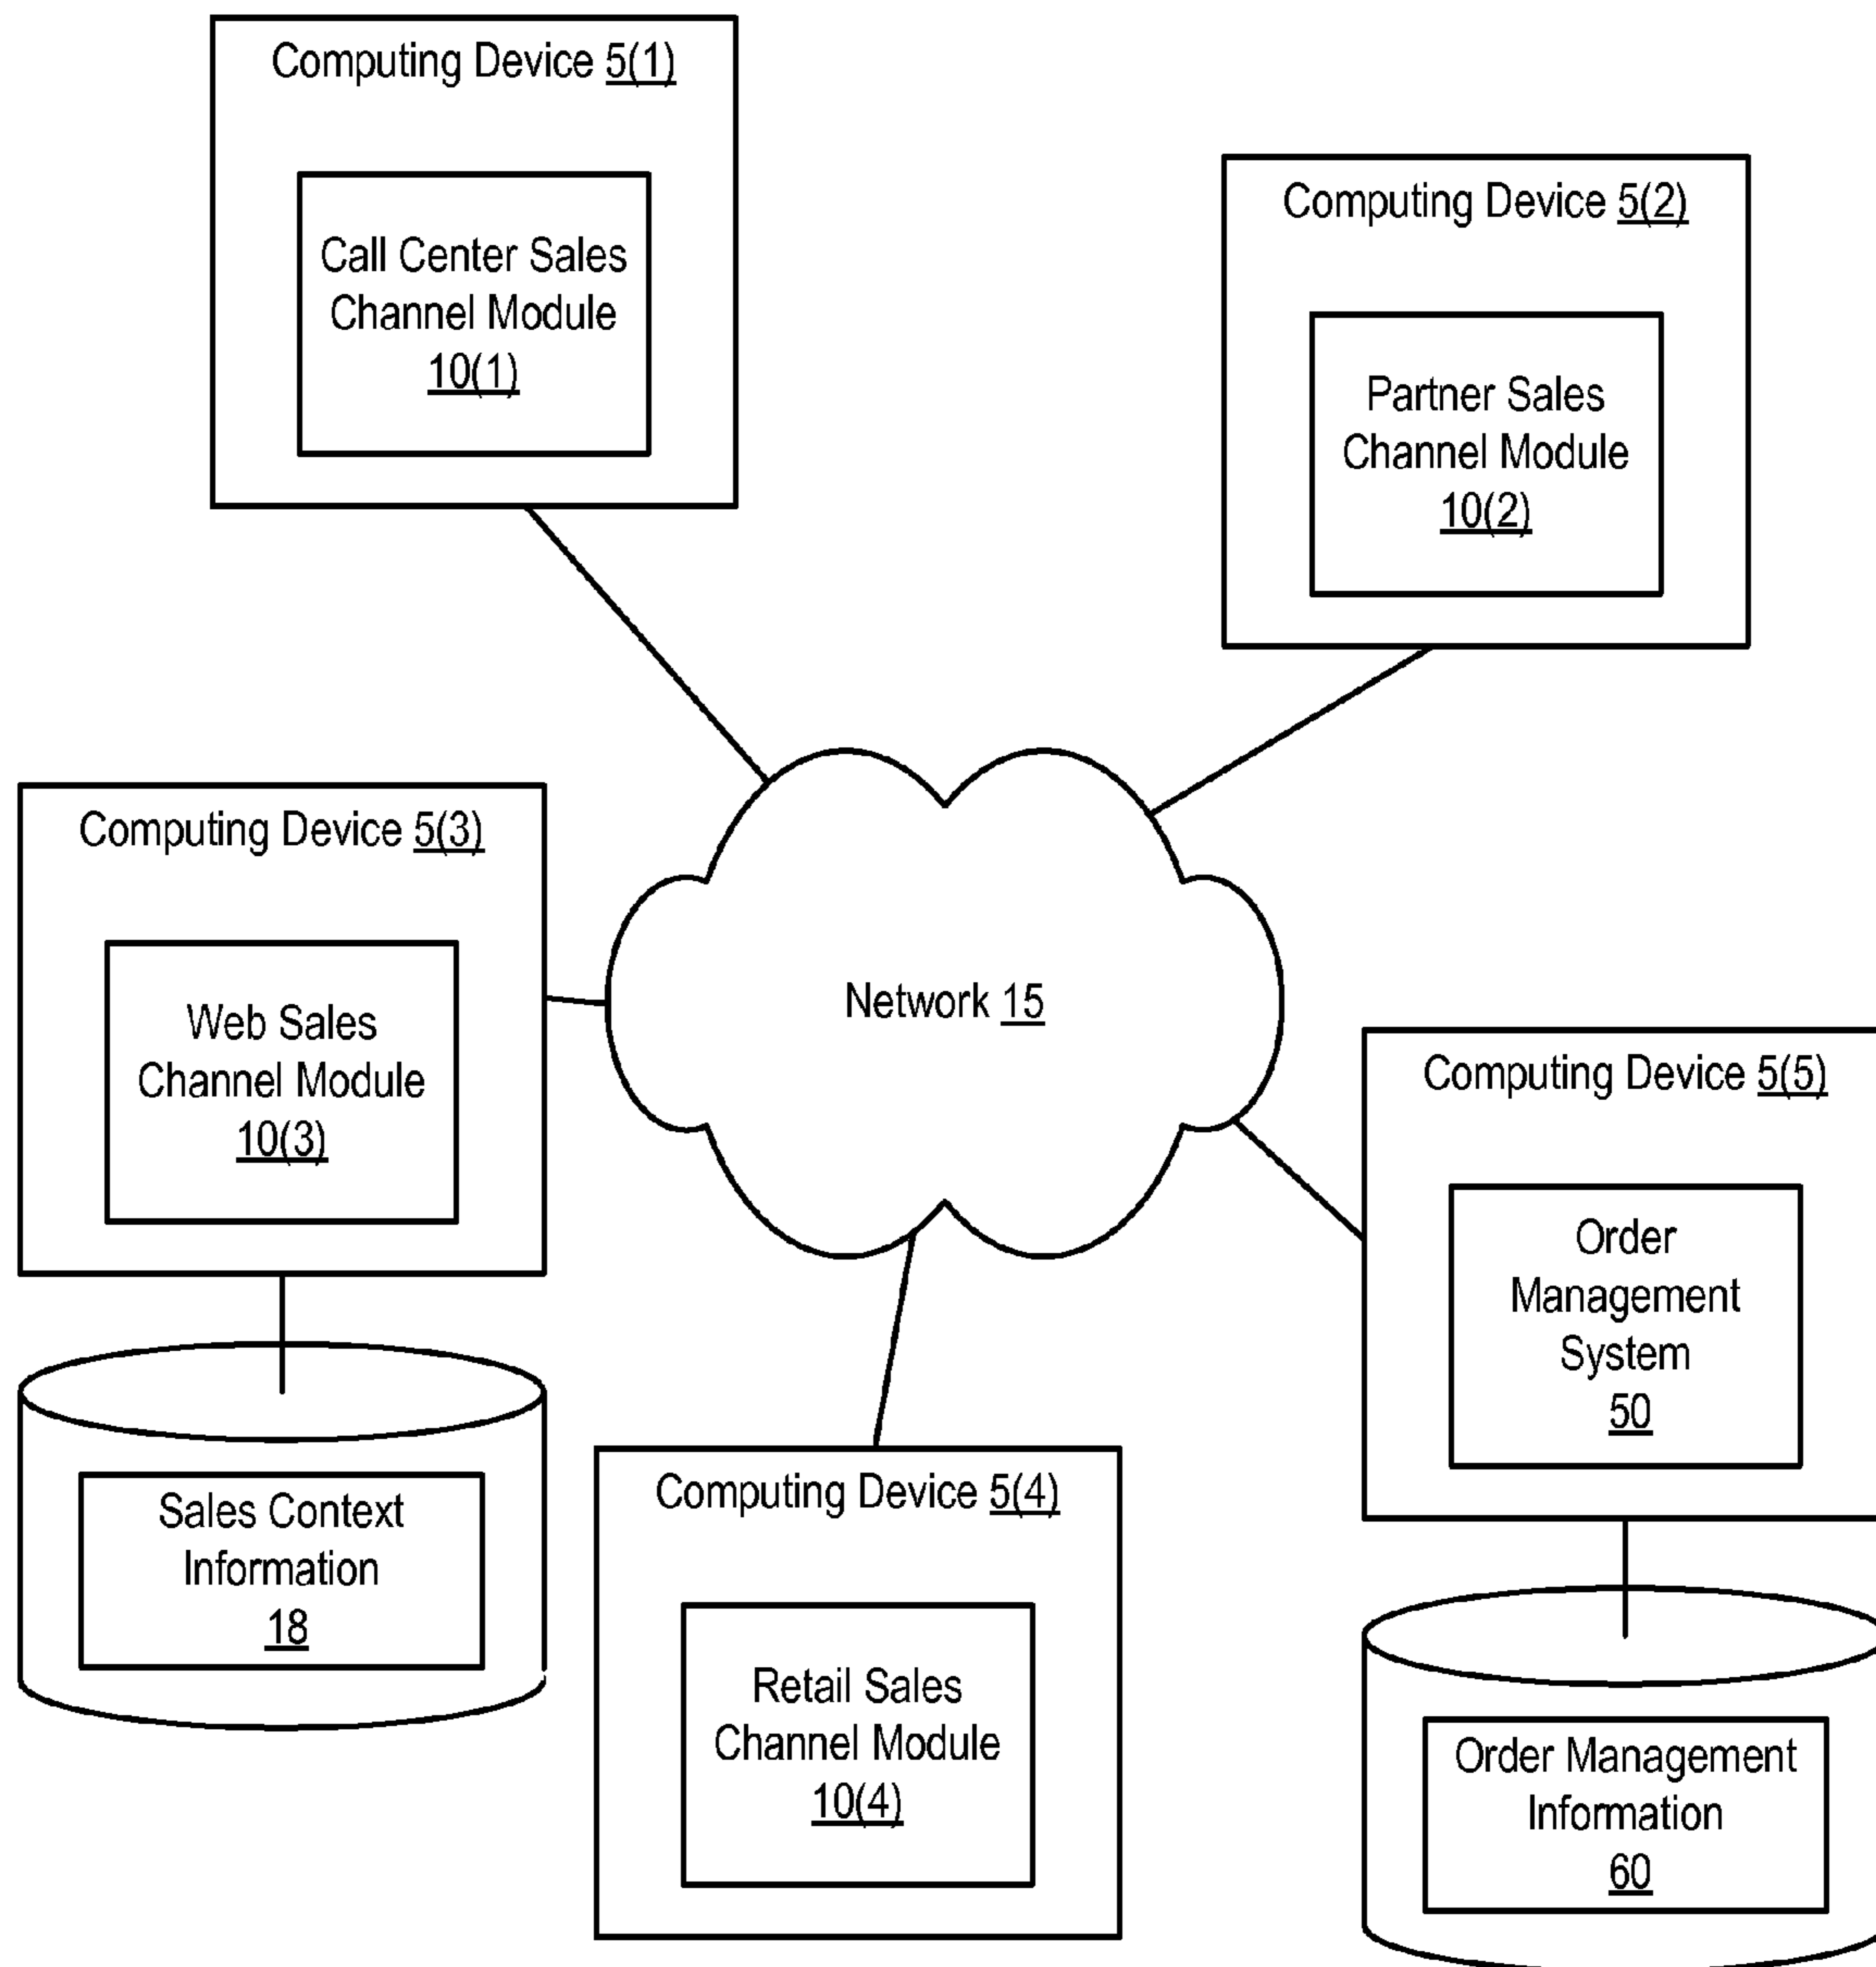 Computing Device 5(1)
Call Center Sales
Channel Module
10(1)
Computing Device 5(2)
Partner Sales
Channel Module
10(2)
Computing Device 5(3)
Web Sales
Channel Module
10(3)
Network 15
Computing Device 5(5)
Order
Management
System
50
Sales Context
Information
18
Computing Device 5(4)
Retail Sales
Channel Module
10(4)
Order Management
Information
60